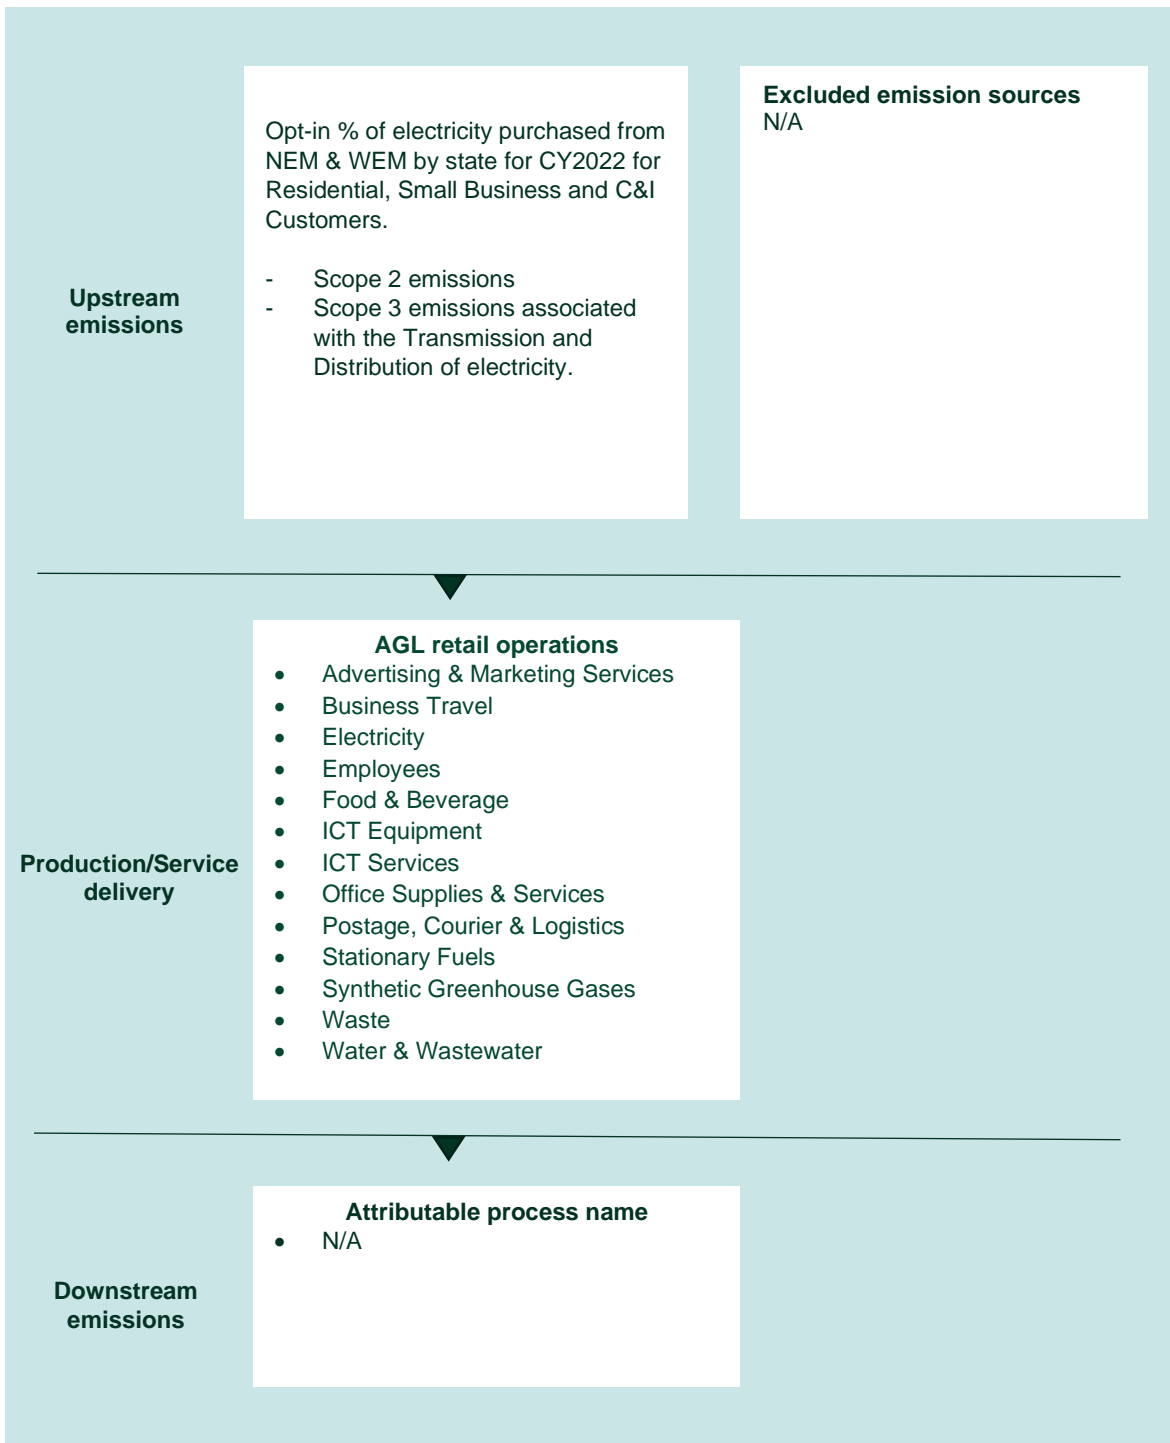 Upstream
emissions
Opt-in % of electricity purchased from
NEM & WEM by state for CY2022 for
Residential, Small Business and C&I
Customers.
- Scope 2 emissions
- Scope 3 emissions associated
with the Transmission and
Distribution of electricity.
Excluded emission sources
N/A
Production/Service
delivery
AGL retail operations
• Advertising & Marketing Services
• Business Travel
• Electricity
• Employees
• Food & Beverage
• ICT Equipment
• ICT Services
• Office Supplies & Services
• Postage, Courier & Logistics
• Stationary Fuels
• Synthetic Greenhouse Gases
• Waste
• Water & Wastewater
Downstream
emissions
Attributable process name
• N/A